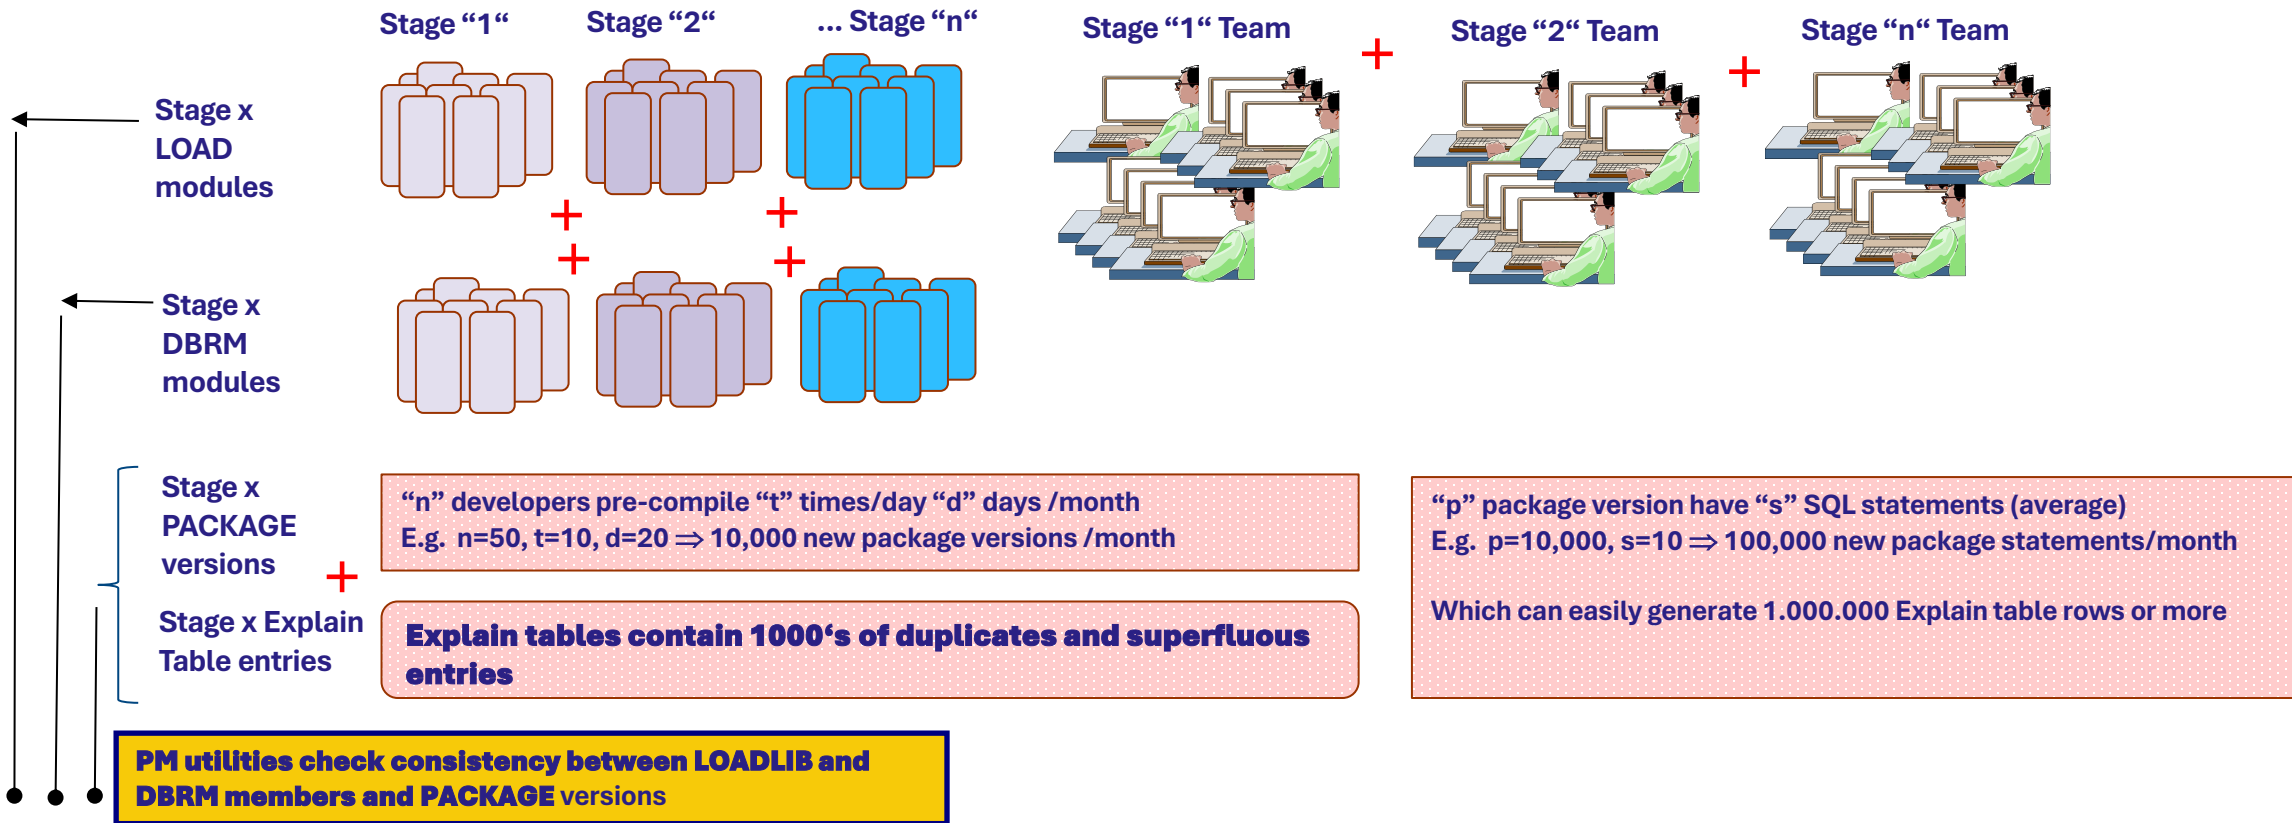 Stage “1“
Stage “2“
... Stage “n“
Stage “1“ Team
Stage “2“ Team
Stage “n“ Team
+
+
Stage x
LOAD
modules
+
+
+
+
Stage x
DBRM
modules
Stage x
PACKAGE
versions
+
Stage x Explain
Table entries
“n” developers pre-compile “t” times/day “d” days /month
E.g. n=50, t=10, d=20 ⇒ 10,000 new package versions /month
Explain tables contain 1000‘s of duplicates and superfluous
entries
“p” package version have “s” SQL statements (average)
E.g. p=10,000, s=10 ⇒ 100,000 new package statements/month
Which can easily generate 1.000.000 Explain table rows or more
PM utilities check consistency between LOADLIB and
DBRM members and PACKAGE versions